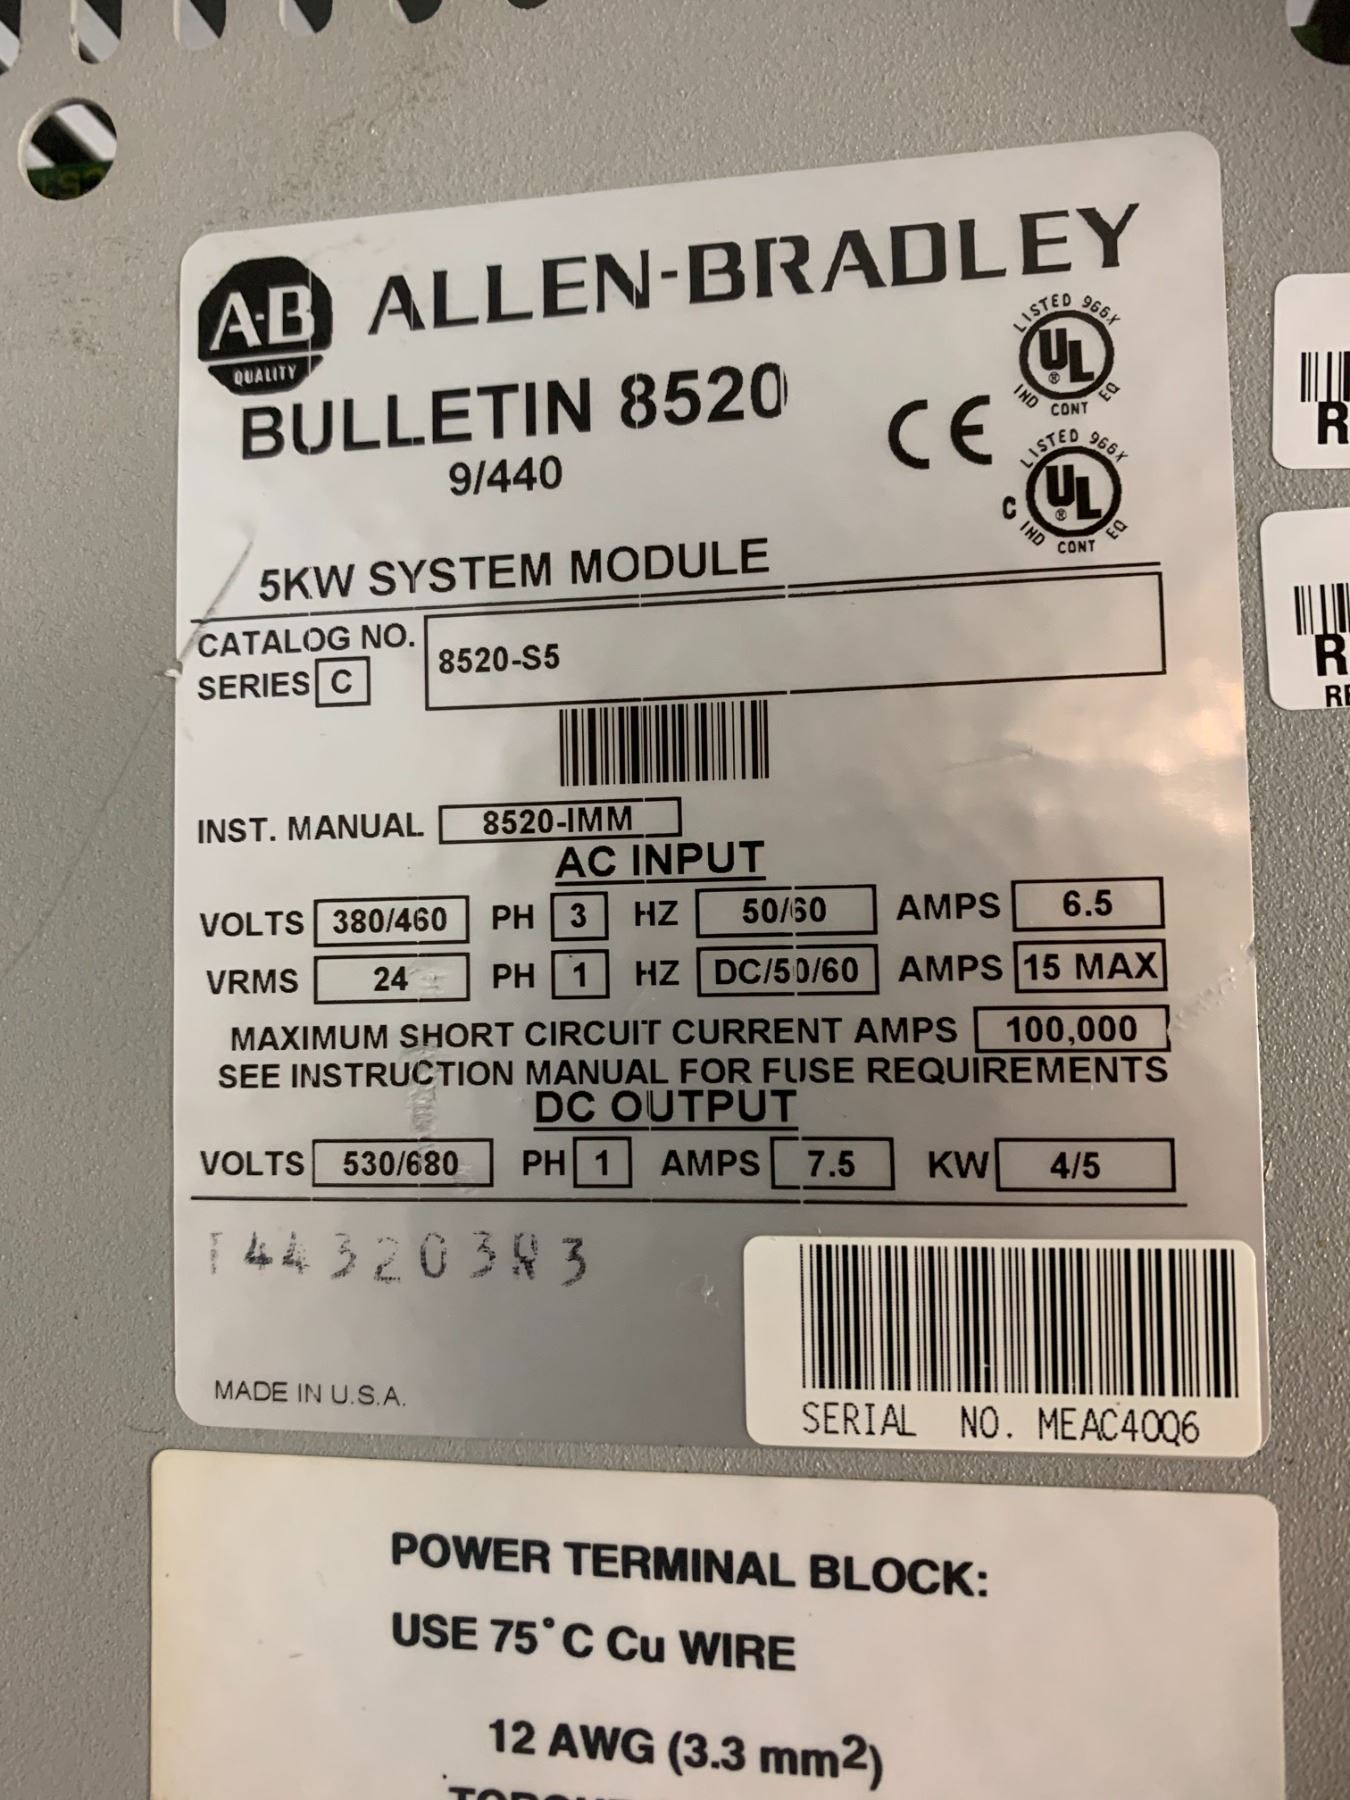 A-B QUALITY
ALLEN-BRADLEY
BULLETIN 8520
9/440
CE
LISTED 966X
UL ®
IND CONT EQ
LISTED 966X
C UL ®
IND CONT EQ
5KW SYSTEM MODULE
CATALOG NO. 8520-S5
SERIES C
INST. MANUAL 8520-IMM
AC INPUT
VOLTS 380/460 PH 3 HZ 50/60 AMPS 6.5
VRMS 24 PH 1 HZ DC/50/60 AMPS 15 MAX
MAXIMUM SHORT CIRCUIT CURRENT AMPS 100,000
SEE INSTRUCTION MANUAL FOR FUSE REQUIREMENTS
DC OUTPUT
VOLTS 530/680 PH 1 AMPS 7.5 KW 4/5
MADE IN U.S.A.
SERIAL NO. MEAC40Q6
POWER TERMINAL BLOCK:
USE 75°C Cu WIRE
12 AWG (3.3 mm2)